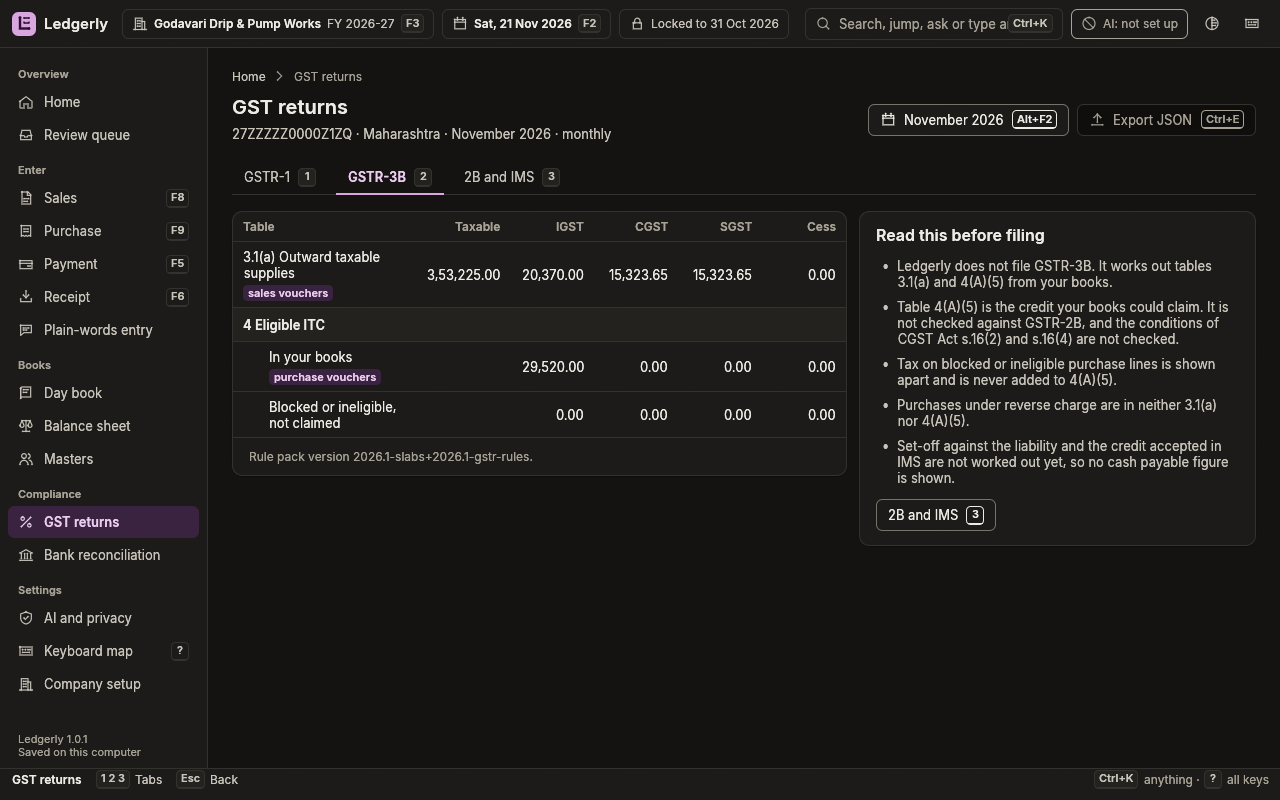 Ledgerly
Godavari Drip & Pump Works FY 2026-27 F3
Sat, 21 Nov 2026 F2
Locked to 31 Oct 2026
Search, jump, ask or type a Ctrl+K
AI: not set up
Overview
Home
Review queue
Enter
Sales F8
Purchase F9
Payment F5
Receipt F6
Plain-words entry
Books
Day book
Balance sheet
Masters
Compliance
GST returns
Bank reconciliation
Settings
AI and privacy
Keyboard map ?
Company setup
Ledgerly 1.0.1
Saved on this computer
Home > GST returns
GST returns
27ZZZZZ0000Z1ZQ · Maharashtra · November 2026 · monthly
November 2026 Alt+F2
Export JSON Ctrl+E
GSTR-1 1 GSTR-3B 2 2B and IMS 3
Table Taxable IGST CGST SGST Cess
3.1(a) Outward taxable
supplies 3,53,225.00 20,370.00 15,323.65 15,323.65 0.00
sales vouchers
4 Eligible ITC
In your books 29,520.00 0.00 0.00 0.00
purchase vouchers
Blocked or ineligible,
not claimed 0.00 0.00 0.00 0.00
Rule pack version 2026.1-slabs+2026.1-gstr-rules.
Read this before filing
• Ledgerly does not file GSTR-3B. It works out tables
3.1(a) and 4(A)(5) from your books.
• Table 4(A)(5) is the credit your books could claim. It is
not checked against GSTR-2B, and the conditions of
CGST Act s.16(2) and s.16(4) are not checked.
• Tax on blocked or ineligible purchase lines is shown
apart and is never added to 4(A)(5).
• Purchases under reverse charge are in neither 3.1(a)
nor 4(A)(5).
• Set-off against the liability and the credit accepted in
IMS are not worked out yet, so no cash payable figure
is shown.
2B and IMS 3
GST returns 1 2 3 Tabs Esc Back
Ctrl+K anything · ? all keys